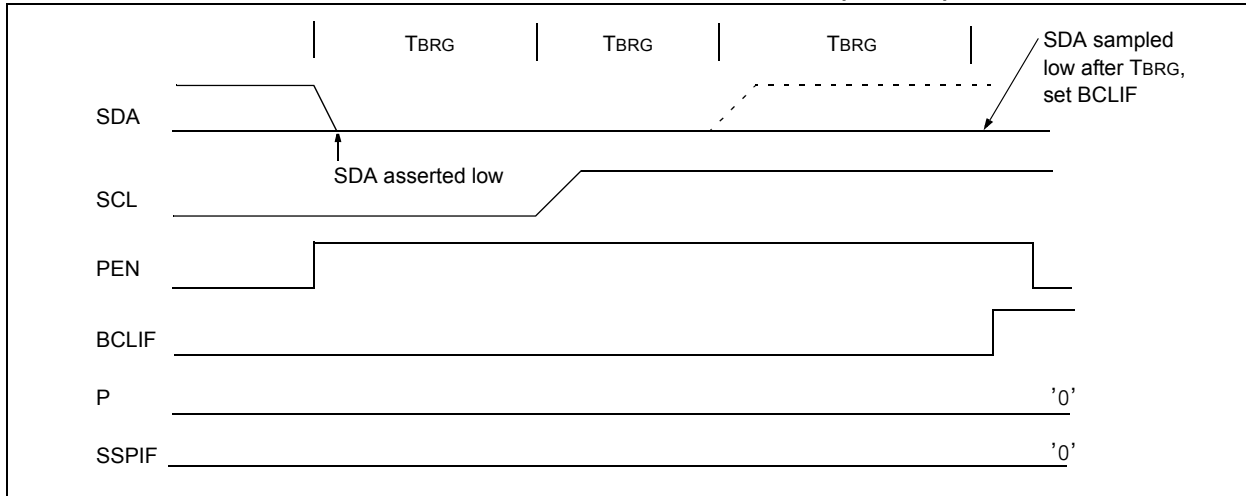 TBRG TBRG TBRG
SDA sampled
low after TBRG,
set BCLIF
SDA
SDA asserted low
SCL
PEN
BCLIF
P '0'
SSPIF '0'